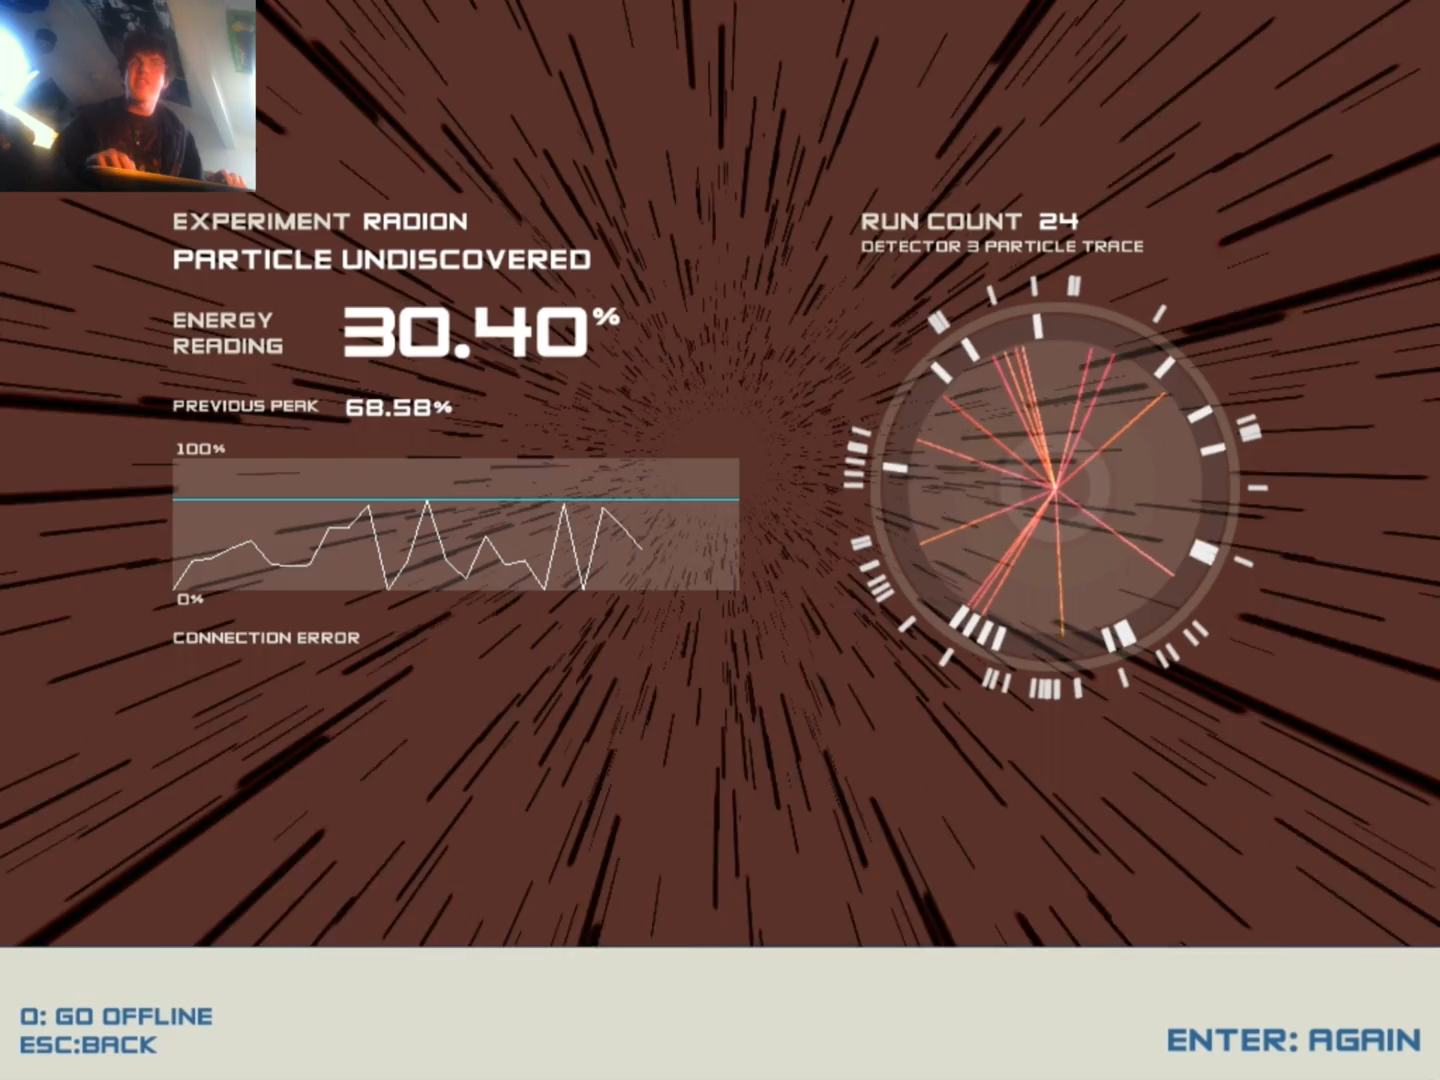 EXPERIMENT RADION
PARTICLE UNDISCOVERED
ENERGY READING 30.40%
PREVIOUS PEAK 68.58%
100%
0%
CONNECTION ERROR
RUN COUNT 24
DETECTOR 3 PARTICLE TRACE
O: GO OFFLINE
ESC:BACK
ENTER: AGAIN